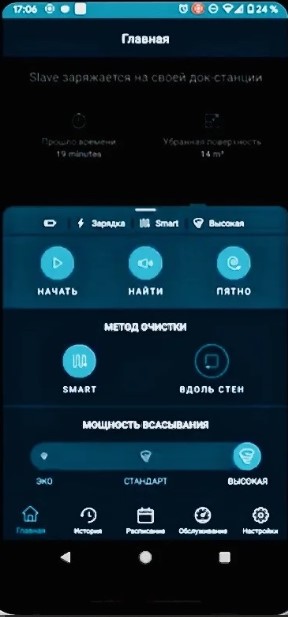 17:06 24 %
Главная
Slave заряжается на своей док-станции
Прошло времени Убранная поверхность
19 minutes 14 m²
Зарядка Smart Высокая
НАЧАТЬ НАЙТИ ПЯТНО
МЕТОД ОЧИСТКИ
SMART ВДОЛЬ СТЕН
МОЩНОСТЬ ВСАСЫВАНИЯ
ЭКО СТАНДАРТ ВЫСОКАЯ
Главная История Расписание Обслуживание Настройки